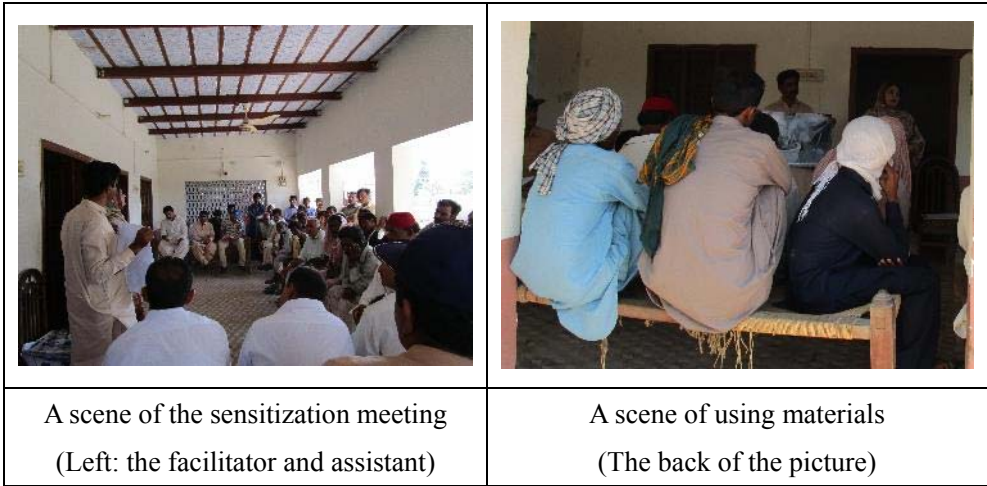 A scene of the sensitization meeting
(Left: the facilitator and assistant)
A scene of using materials
(The back of the picture)